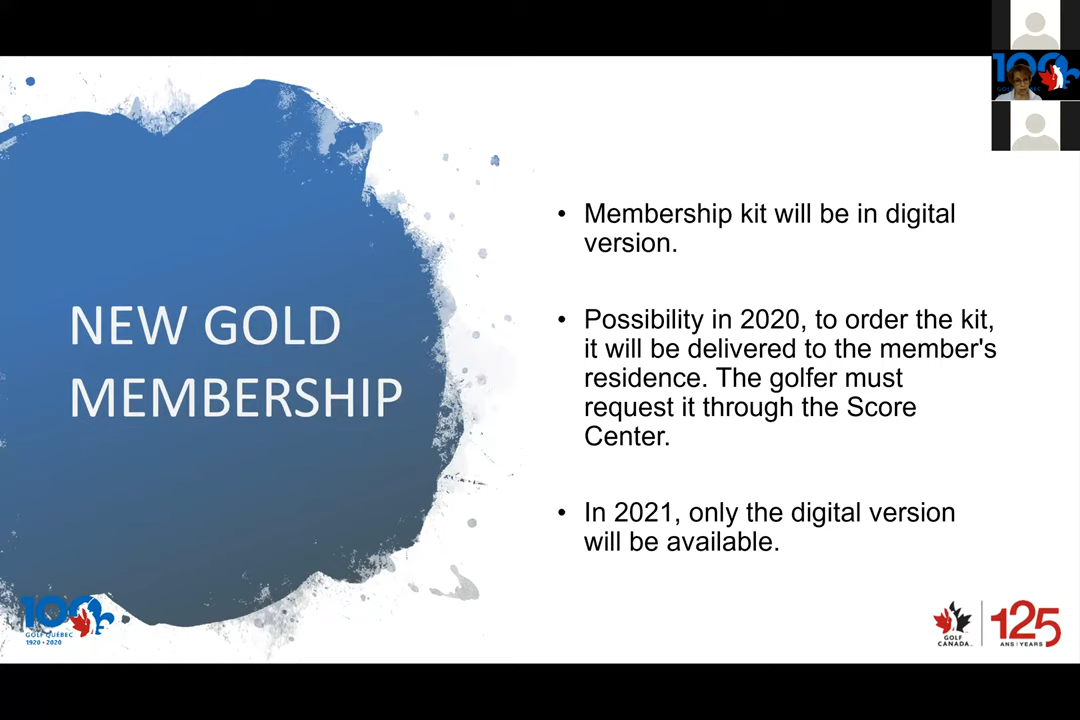 NEW GOLD
MEMBERSHIP
• Membership kit will be in digital
version.
• Possibility in 2020, to order the kit,
it will be delivered to the member's
residence. The golfer must
request it through the Score
Center.
• In 2021, only the digital version
will be available.
100
GOLF QUÉBEC
1920 • 2020
GOLF
CANADA
125
ANS | YEARS
100